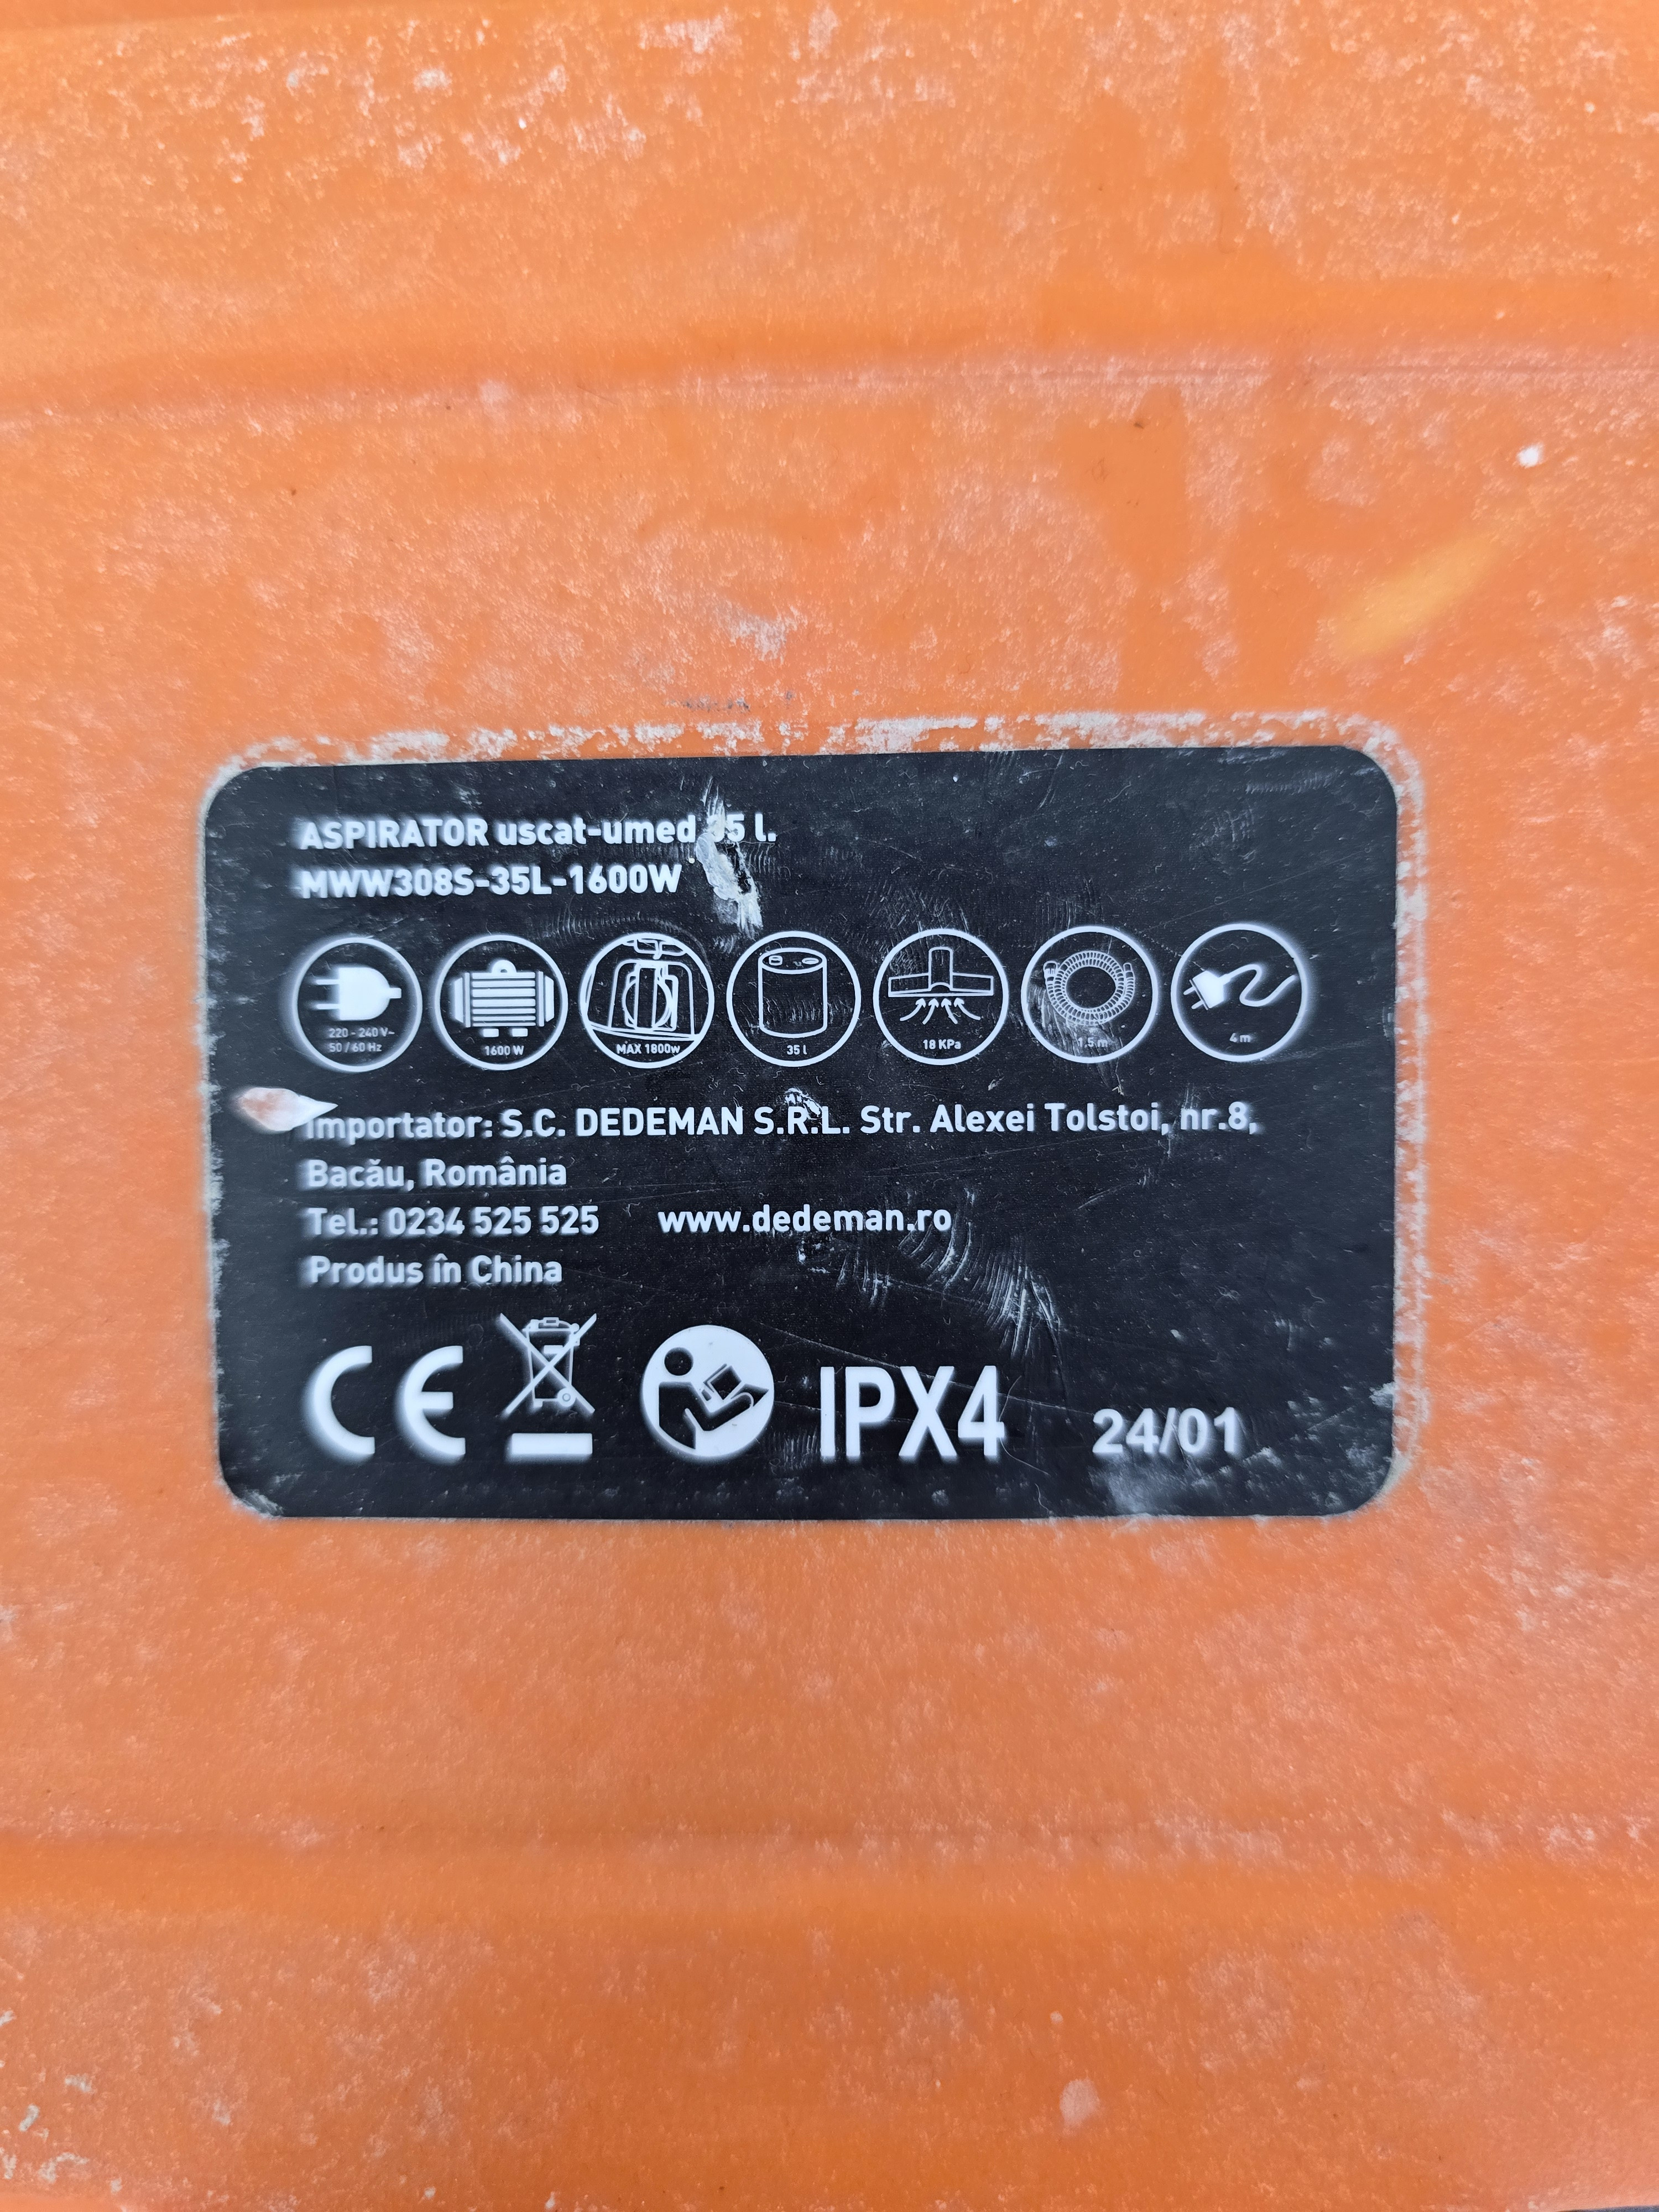 ASPIRATOR uscat-umed 5 l.
MWW308S-35L-1600W
220 - 240 V~
50 / 60 Hz
1600 W
MAX 1800w
35 l
18 KPa
1.5 m
4 m
Importator: S.C. DEDEMAN S.R.L. Str. Alexei Tolstoi, nr.8,
Bacău, România
Tel.: 0234 525 525 www.dedeman.ro
Produs în China
CE IPX4 24/01